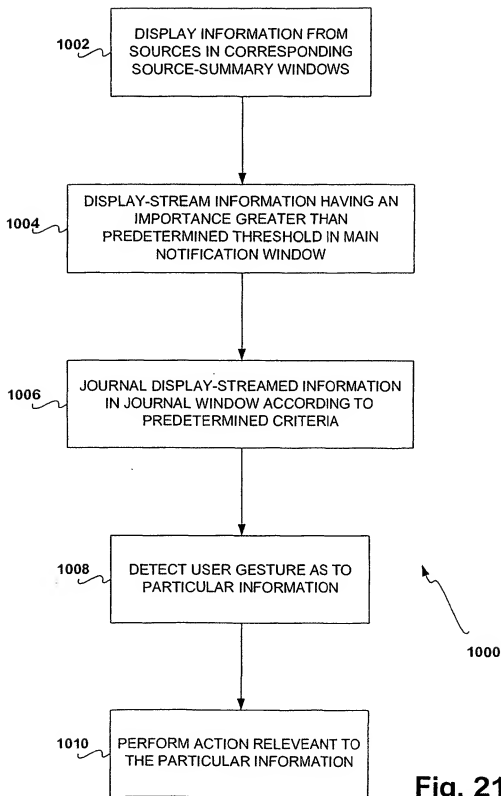 1002
DISPLAY INFORMATION FROM
SOURCES IN CORRESPONDING
SOURCE-SUMMARY WINDOWS
1004
DISPLAY-STREAM INFORMATION HAVING AN
IMPORTANCE GREATER THAN
PREDETERMINED THRESHOLD IN MAIN
NOTIFICATION WINDOW
1006
JOURNAL DISPLAY-STREAMED INFORMATION
IN JOURNAL WINDOW ACCORDING TO
PREDETERMINED CRITERIA
1008
DETECT USER GESTURE AS TO
PARTICULAR INFORMATION
1000
1010
PERFORM ACTION RELEVEANT TO
THE PARTICULAR INFORMATION
Fig. 21